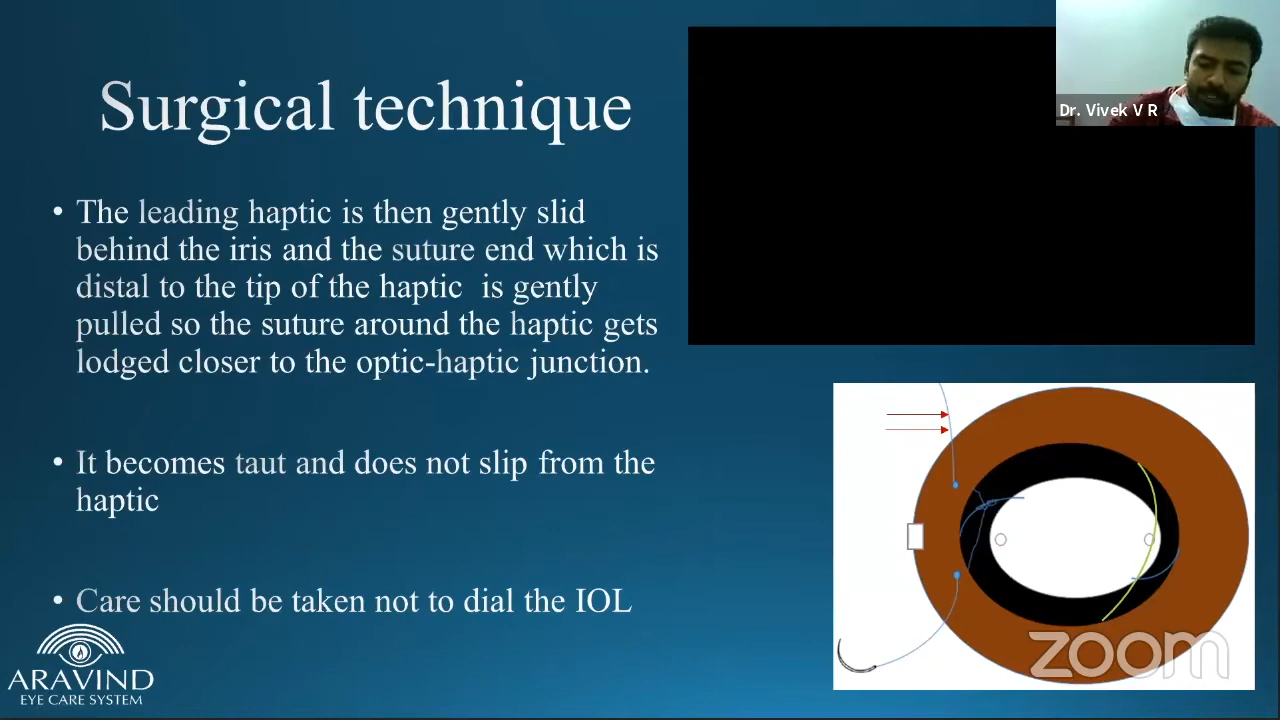 Surgical technique
Dr. Vivek V R
• The leading haptic is then gently slid
behind the iris and the suture end which is
distal to the tip of the haptic  is gently
pulled so the suture around the haptic gets
lodged closer to the optic-haptic junction.
• It becomes taut and does not slip from the
haptic
• Care should be taken not to dial the IOL
ARAVIND
EYE CARE SYSTEM
zoom